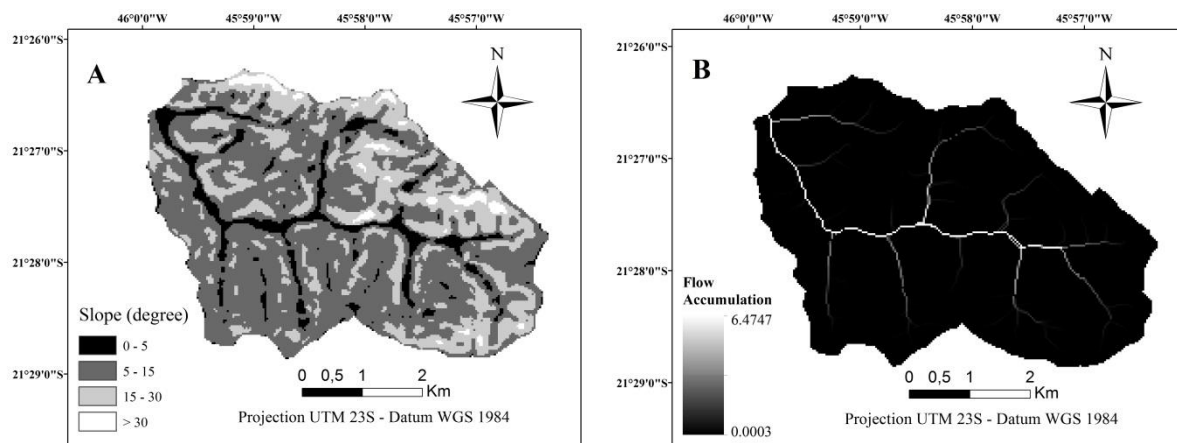 46°0'0"W 45°59'0"W 45°58'0"W 45°57'0"W
21°26'0"S
21°27'0"S
21°28'0"S
21°29'0"S
A
N
Slope (degree)
0 - 5
5 - 15
15 - 30
> 30
0 0,5 1 2
Km
Projection UTM 23S - Datum WGS 1984
46°0'0"W 45°59'0"W 45°58'0"W 45°57'0"W
21°26'0"S
21°27'0"S
21°28'0"S
21°29'0"S
B
N
Flow
Accumulation
6.4747
0.0003
0 0,5 1 2
Km
Projection UTM 23S - Datum WGS 1984